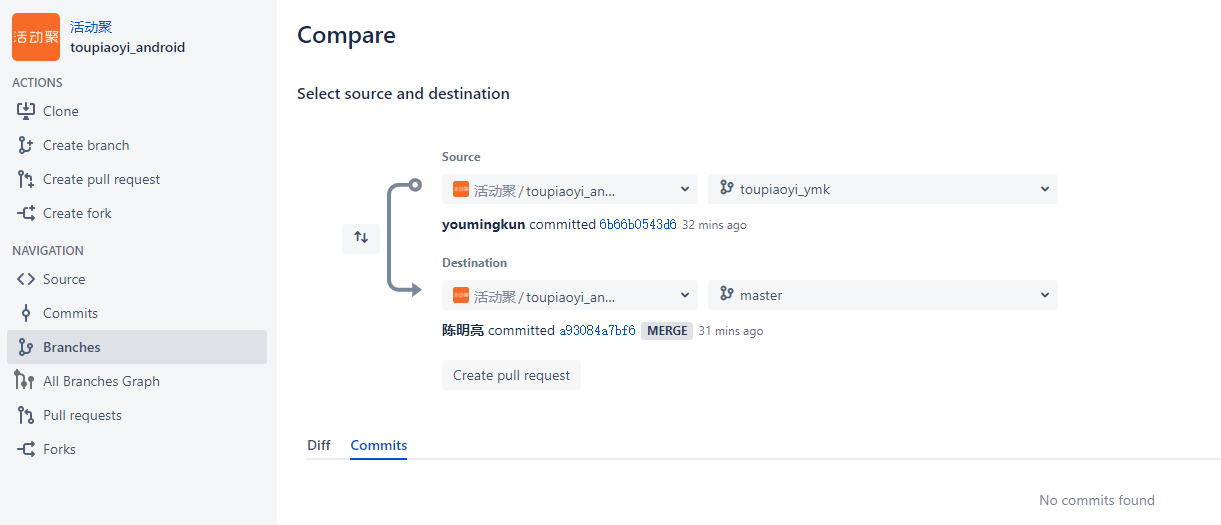 活动聚
活动聚
toupiaoyi_android
ACTIONS
Clone
Create branch
Create pull request
Create fork
NAVIGATION
Source
Commits
Branches
All Branches Graph
Pull requests
Forks
Compare
Select source and destination
Source
活动聚 / toupiaoyi_an... toupiaoyi_ymk
youmingkun committed 6b66b0543d6 32 mins ago
Destination
活动聚 / toupiaoyi_an... master
陈明亮 committed a93084a7bf6 MERGE 31 mins ago
Create pull request
Diff Commits
No commits found